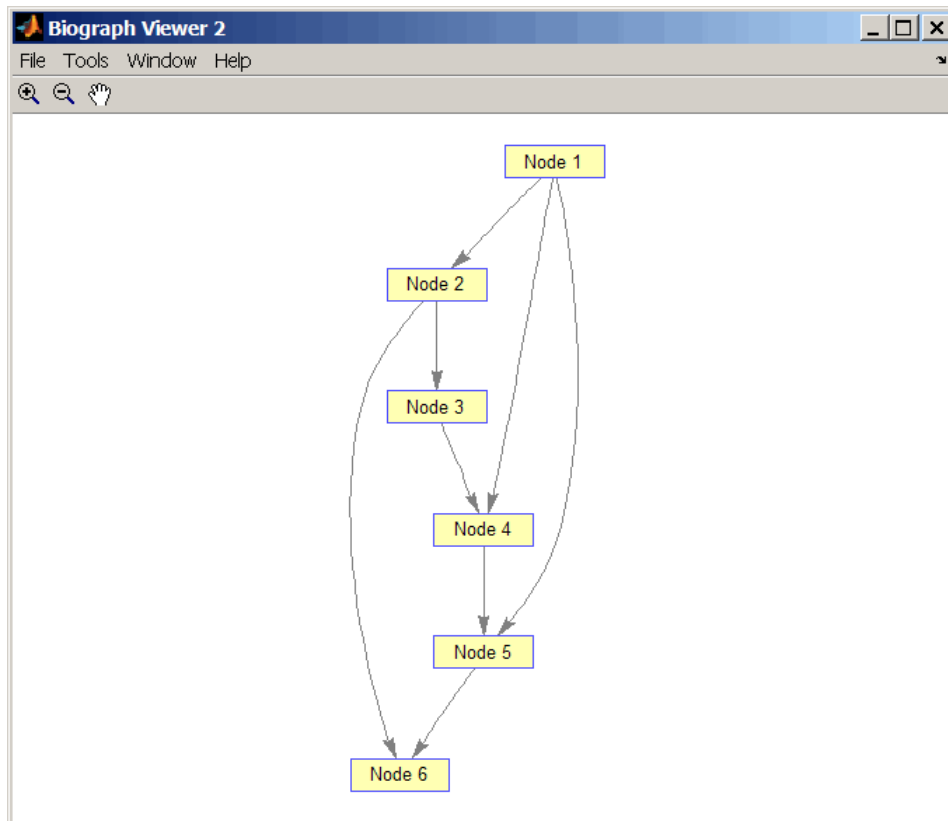 Biograph Viewer 2
File Tools Window Help
Node 1
Node 2
Node 3
Node 4
Node 5
Node 6